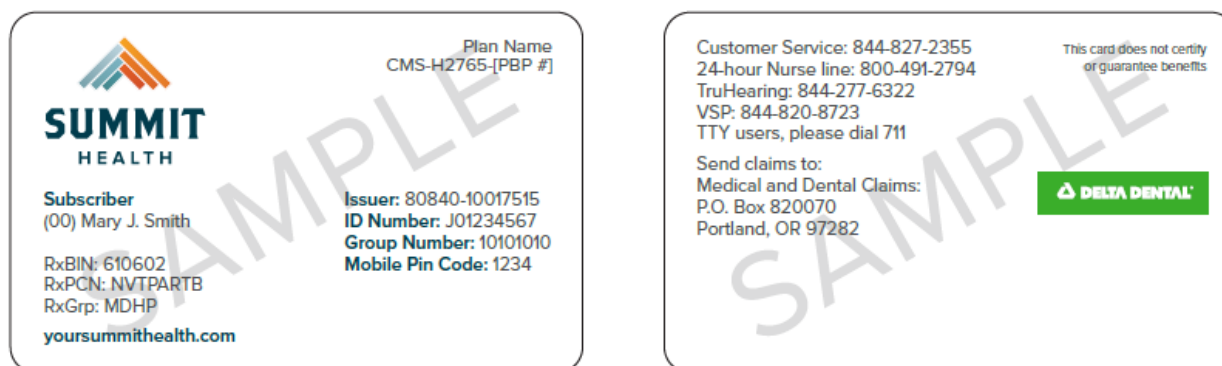 SUMMIT
HEALTH
Plan Name
CMS-H2765-[PBP #]
Subscriber
(00) Mary J. Smith
RxBIN: 610602
RxPCN: NVTPARTB
RxGrp: MDHP
yoursummithealth.com
Issuer: 80840-10017515
ID Number: J01234567
Group Number: 10101010
Mobile Pin Code: 1234
SAMPLE
Customer Service: 844-827-2355
24-hour Nurse line: 800-491-2794
TruHearing: 844-277-6322
VSP: 844-820-8723
TTY users, please dial 711
Send claims to:
Medical and Dental Claims:
P.O. Box 820070
Portland, OR 97282
This card does not certify
or guarantee benefits
DELTA DENTAL®
SAMPLE